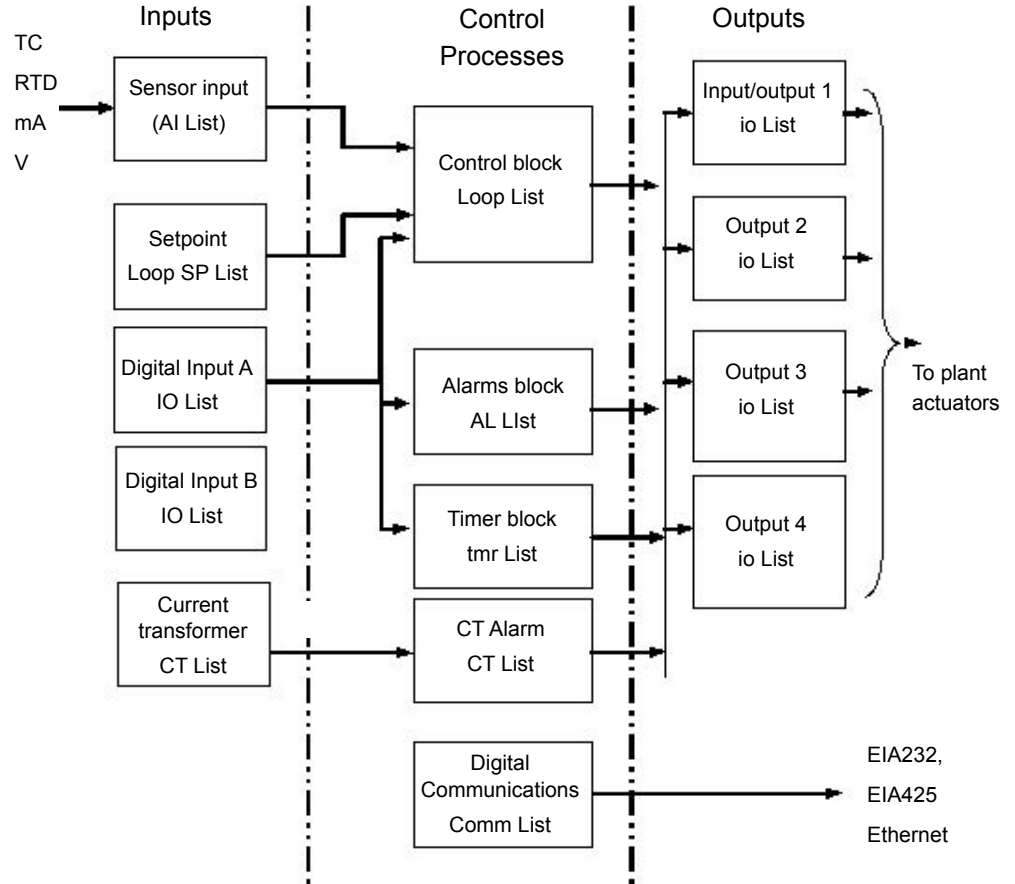 Inputs
Control
Processes
Outputs
TC
RTD
mA
V
Sensor input
(AI List)
Setpoint
Loop SP List
Digital Input A
IO List
Digital Input B
IO List
Current
transformer
CT List
Control block
Loop List
Alarms block
AL LIst
Timer block
tmr List
CT Alarm
CT List
Digital
Communications
Comm List
Input/output 1
io List
Output 2
io List
Output 3
io List
Output 4
io List
To plant
actuators
EIA232,
EIA425
Ethernet